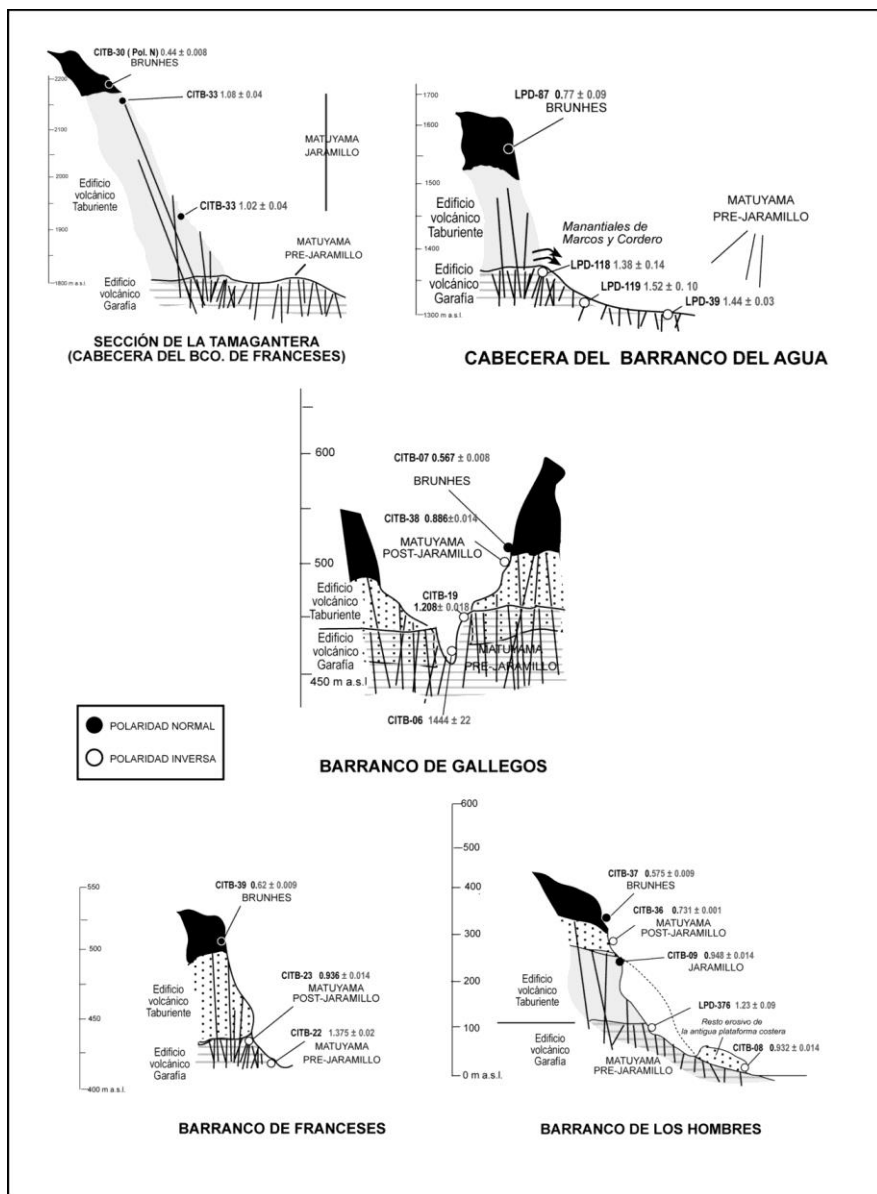 CITB-30 ( Pol. N) 0.44 ± 0.008
BRUNHES
CITB-33 1.08 ± 0.04
2200
2100
2000
1900
1800 m a.s.l
MATUYAMA
JARAMILLO
Edificio
volcánico
Taburiente
CITB-33 1.02 ± 0.04
MATUYAMA
PRE-JARAMILLO
Edificio
volcánico
Garafía
SECCIÓN DE LA TAMAGANTERA
(CABECERA DEL BCO. DE FRANCESES)
LPD-87 0.77 ± 0.09
BRUNHES
1700
1600
1500
1400
1300 m a.s.l
Edificio
volcánico
Taburiente
MATUYAMA
PRE-JARAMILLO
Manantiales de
Marcos y Cordero
LPD-118 1.38 ± 0.14
Edificio
volcánico
Garafía
LPD-119 1.52 ± 0. 10
LPD-39 1.44 ± 0.03
CABECERA DEL BARRANCO DEL AGUA
600
500
450 m a.s.l
CITB-07 0.567 ± 0.008
BRUNHES
CITB-38 0.886±0.014
MATUYAMA
POST-JARAMILLO
Edificio
volcánico
Taburiente
CITB-19
1.208± 0.018
Edificio
volcánico
Garafía
MATUYAMA
PRE-JARAMILLO
CITB-06 1444 ± 22
BARRANCO DE GALLEGOS
POLARIDAD NORMAL
POLARIDAD INVERSA
550
500
450
400 m a.s.l
CITB-39 0.62 ± 0.009
BRUNHES
CITB-23 0.936 ± 0.014
MATUYAMA
POST-JARAMILLO
Edificio
volcánico
Taburiente
CITB-22 1.375 ± 0.02
MATUYAMA
PRE-JARAMILLO
Edificio
volcánico
Garafía
BARRANCO DE FRANCESES
600
500
400
300
200
100
0 m a.s.l
CITB-37 0.575 ± 0.009
BRUNHES
CITB-36 0.731 ± 0.001
MATUYAMA
POST-JARAMILLO
CITB-09 0.948 ± 0.014
JARAMILLO
Edificio
volcánico
Taburiente
LPD-376 1.23 ± 0.09
Resto erosivo de
la antigua plataforma costera
CITB-08 0.932 ± 0.014
Edificio
volcánico
Garafía
MATUYAMA
PRE-JARAMILLO
BARRANCO DE LOS HOMBRES